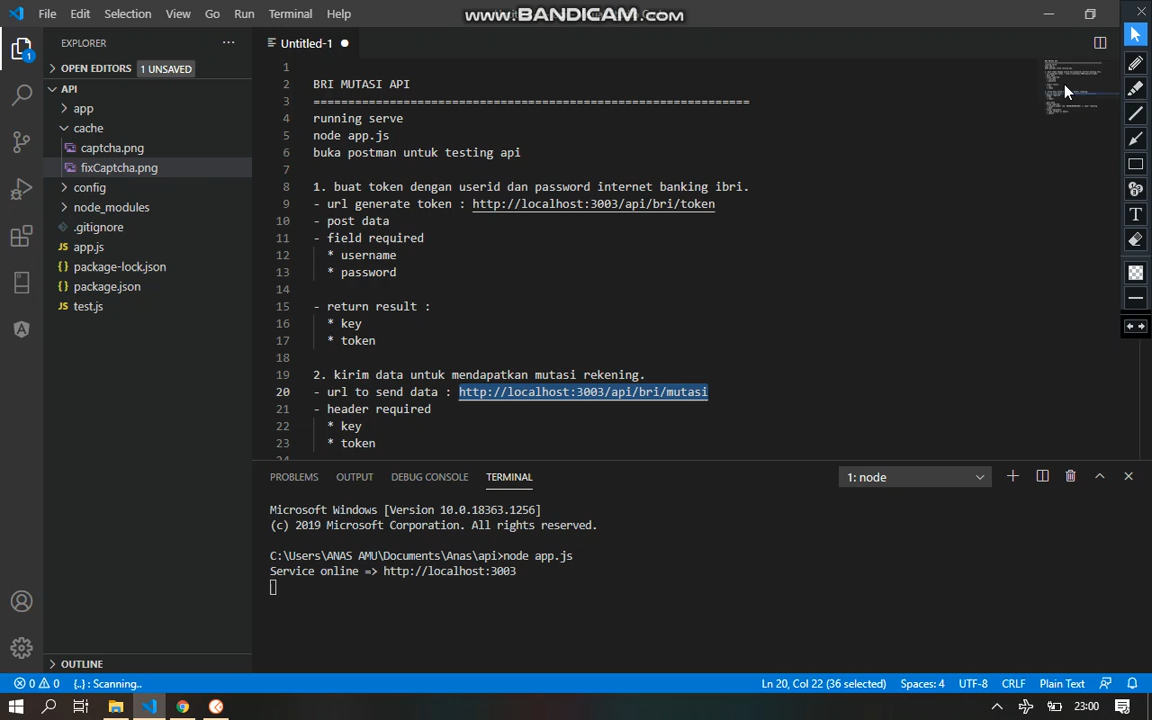 File Edit Selection View Go Run Terminal Help
www.BANDICAM.com
EXPLORER
Untitled-1
OPEN EDITORS 1 UNSAVED
API
app
cache
captcha.png
fixCaptcha.png
config
node_modules
.gitignore
JS app.js
{} package-lock.json
{} package.json
JS test.js
OUTLINE
1
2 BRI MUTASI API
3 ================================================================
4 running serve
5 node app.js
6 buka postman untuk testing api
7
8 1. buat token dengan userid dan password internet banking ibri.
9 - url generate token : http://localhost:3003/api/bri/token
10 - post data
11 - field required
12 * username
13 * password
14
15 - return result :
16 * key
17 * token
18
19 2. kirim data untuk mendapatkan mutasi rekening.
20 - url to send data : http://localhost:3003/api/bri/mutasi
21 - header required
22 * key
23 * token
PROBLEMS OUTPUT DEBUG CONSOLE TERMINAL 1: node
Microsoft Windows [Version 10.0.18363.1256]
(c) 2019 Microsoft Corporation. All rights reserved.
C:\Users\ANAS AMU\Documents\Anas\api>node app.js
Service online => http://localhost:3003
0 0 {..} : Scanning.. Ln 20, Col 22 (36 selected) Spaces: 4 UTF-8 CRLF Plain Text
23:00